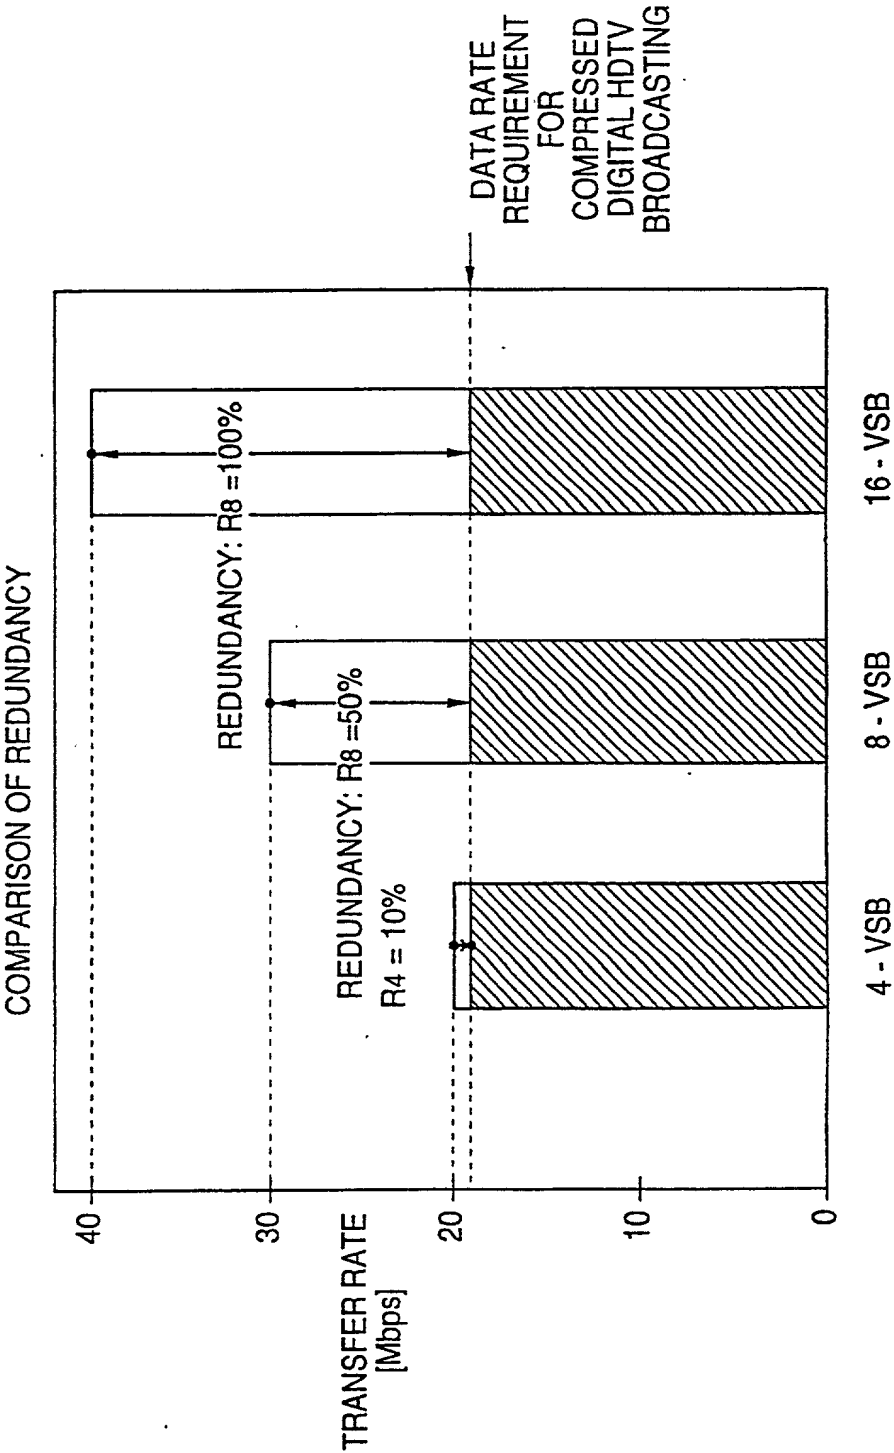 COMPARISON OF REDUNDANCY
TRANSFER RATE
[Mbps]
40
30
20
10
0
REDUNDANCY: R8 =100%
REDUNDANCY: R8 =50%
R4 = 10%
4 - VSB
8 - VSB
16 - VSB
DATA RATE
REQUIREMENT
FOR
COMPRESSED
DIGITAL HDTV
BROADCASTING